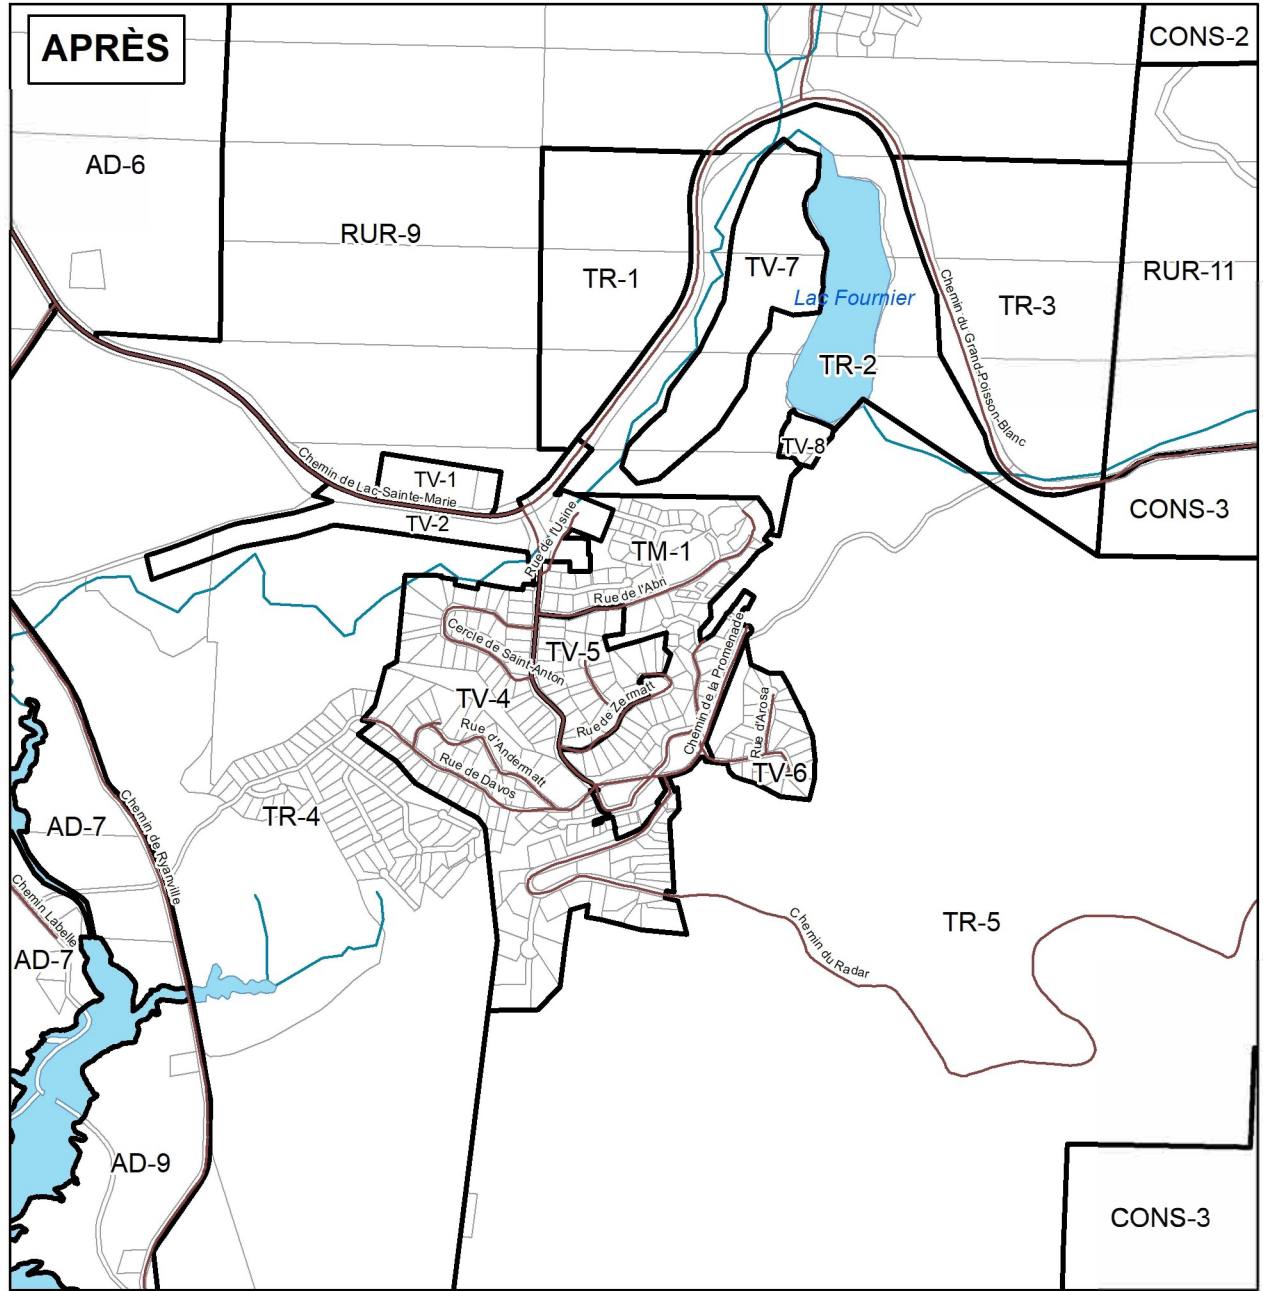 APRÈS
CONS-2
AD-6
RUR-9
TV-7
TR-1
RUR-11
Lac Fournier
TR-3
Chemin du Grand-Poisson-Blanc
TR-2
TV-8
Chemin de Lac-Sainte-Marie
TV-1
TV-2
CONS-3
Rue de l'Usine
TM-1
Rue de l'Abri
Cercle de Saint-Anton
TV-5
Chemin de la Promenade
TV-4
Rue de Zermatt
Rue d'Arosa
Rue d'Andermatt
Rue de Davos
TV-6
Chemin de Ryanville
AD-7
TR-4
Chemin Labelle
AD-7
Chemin du Radar
TR-5
AD-9
CONS-3